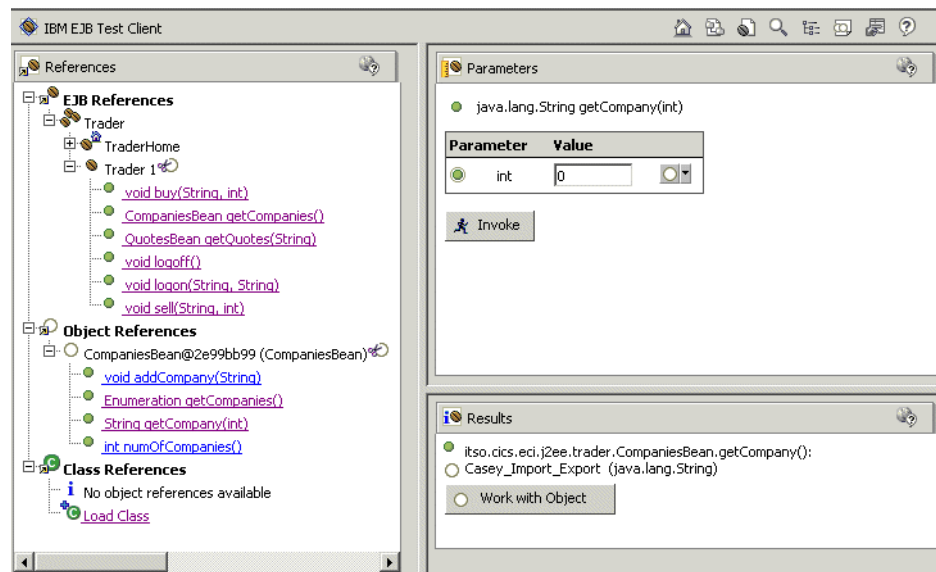 IBM EJB Test Client
References
EJB References
Trader
TraderHome
Trader 1
void buy(String, int)
CompaniesBean getCompanies()
QuotesBean getQuotes(String)
void logoff()
void logon(String, String)
void sell(String, int)
Object References
CompaniesBean@2e99bb99 (CompaniesBean)
void addCompany(String)
Enumeration getCompanies()
String getCompany(int)
int numOfCompanies()
Class References
No object references available
Load Class
Parameters
java.lang.String getCompany(int)
Parameter Value
int 0
Invoke
Results
itso.cics.eci.j2ee.trader.CompaniesBean.getCompany():
Casey_Import_Export (java.lang.String)
Work with Object